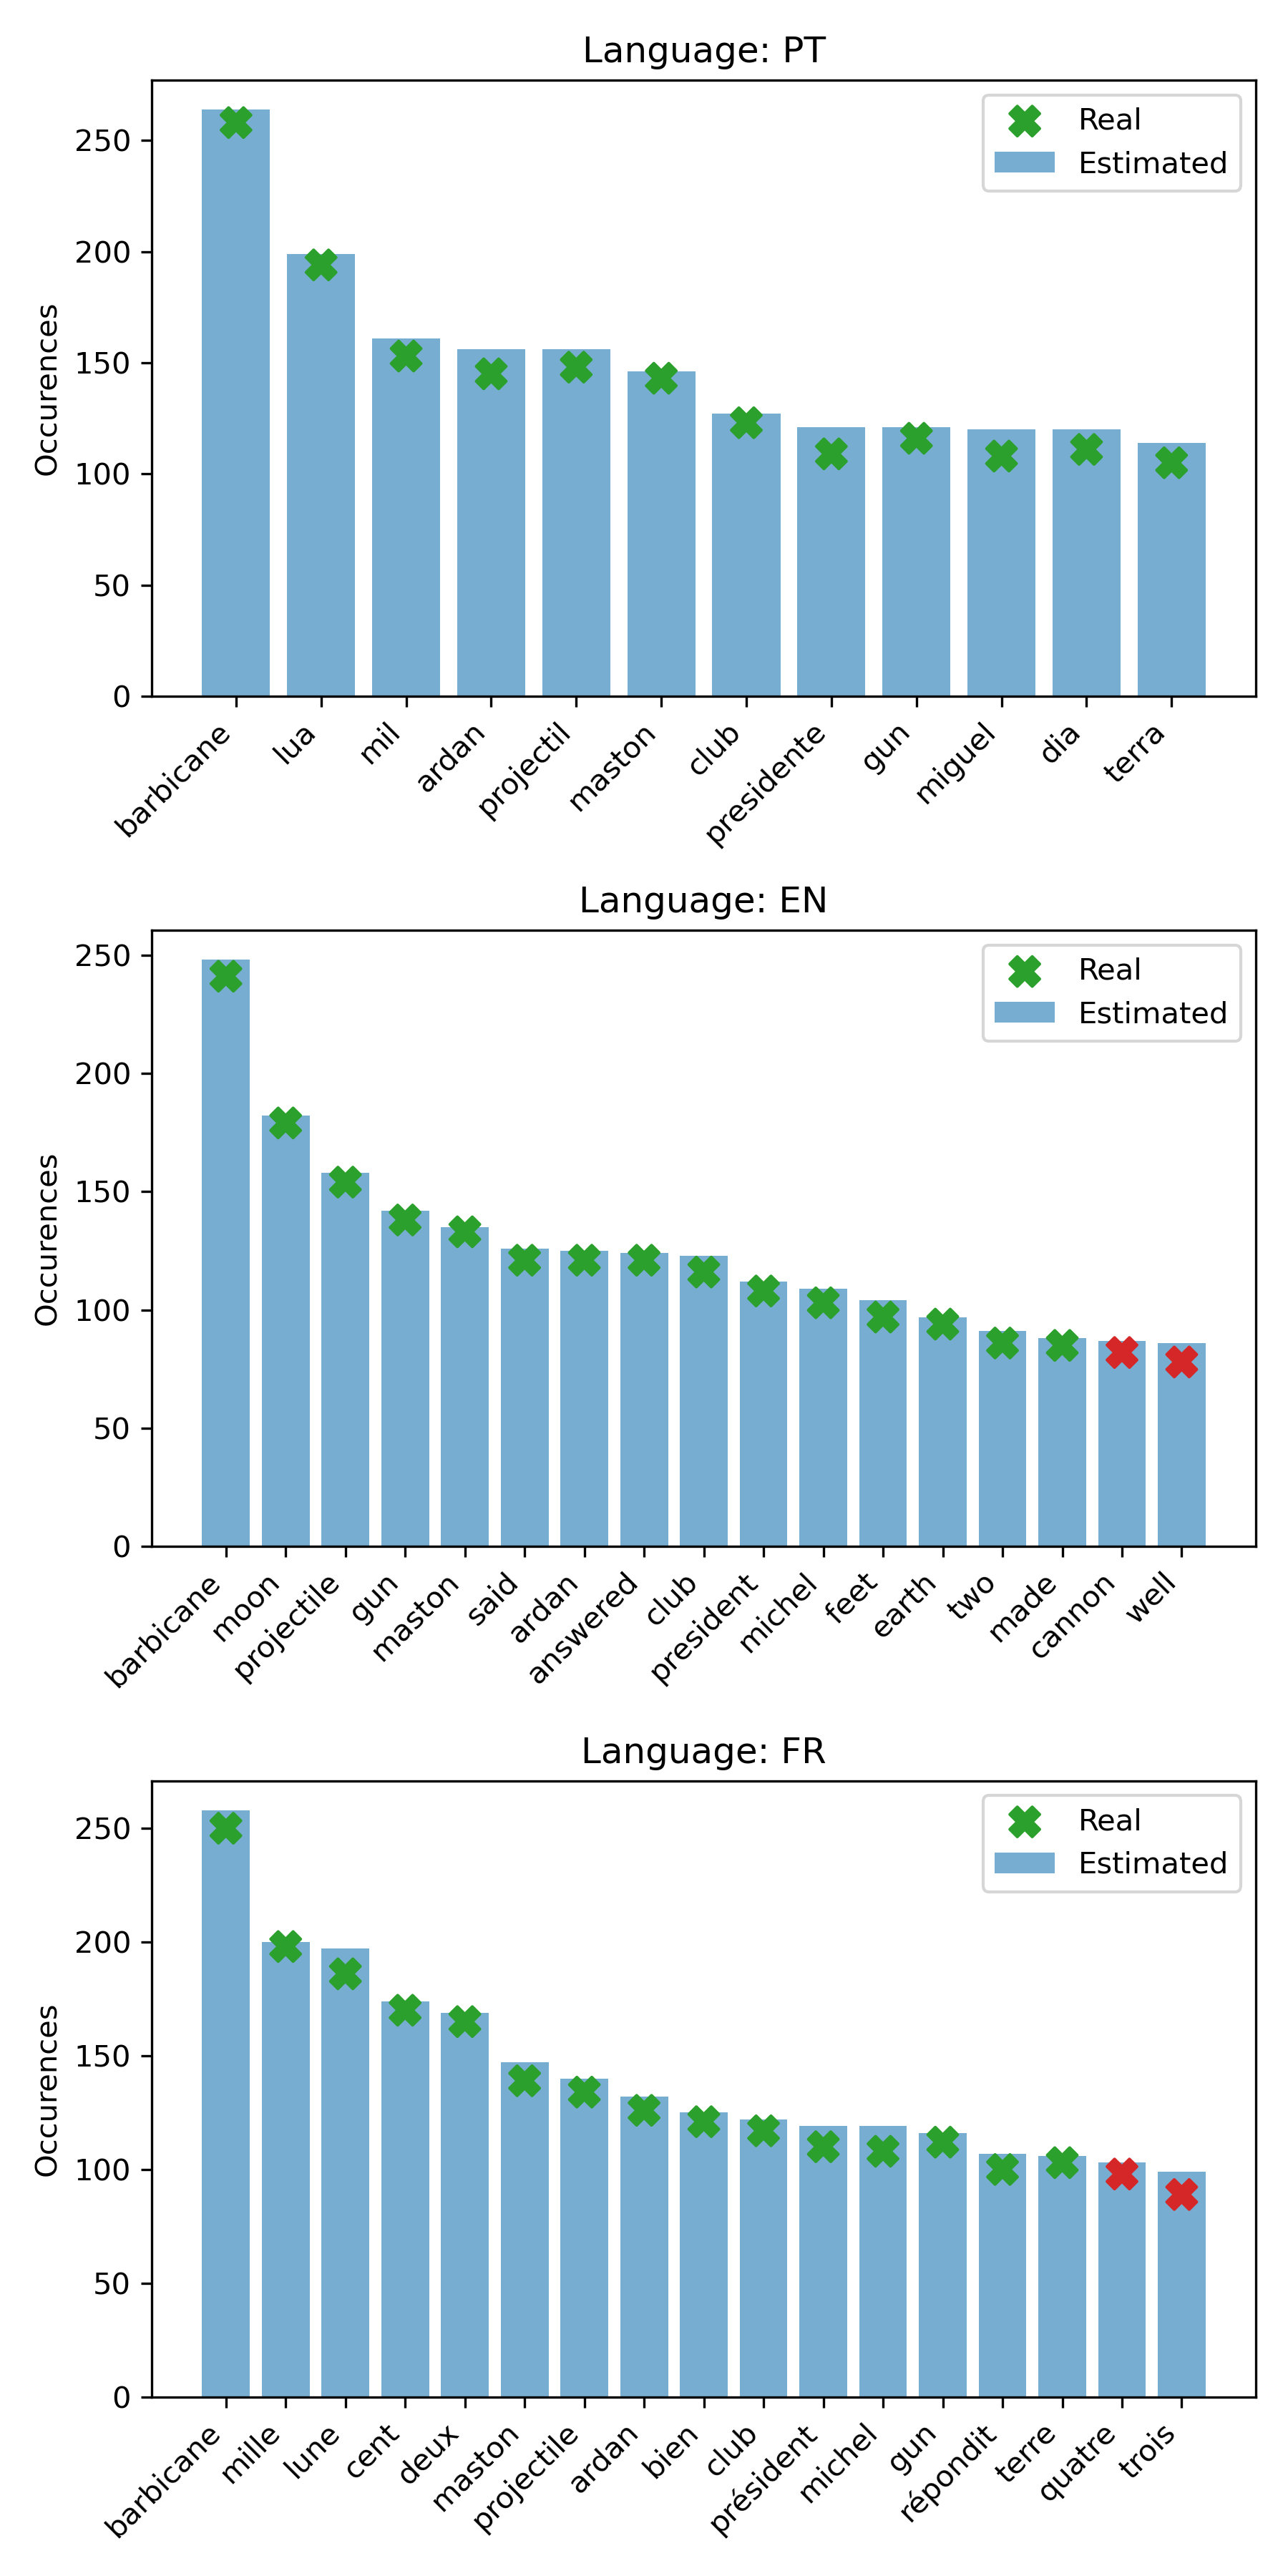 Language: PT
Occurences
250
200
150
100
50
0
Real
Estimated
barbicane
lua
mil
ardan
projectil
maston
club
presidente
gun
miguel
dia
terra
Language: EN
Occurences
250
200
150
100
50
0
Real
Estimated
barbicane
moon
projectile
gun
maston
said
ardan
answered
club
president
michel
feet
earth
two
made
cannon
well
Language: FR
Occurences
250
200
150
100
50
0
Real
Estimated
barbicane
mille
lune
cent
deux
maston
projectile
ardan
bien
club
président
michel
gun
répondit
terre
quatre
trois